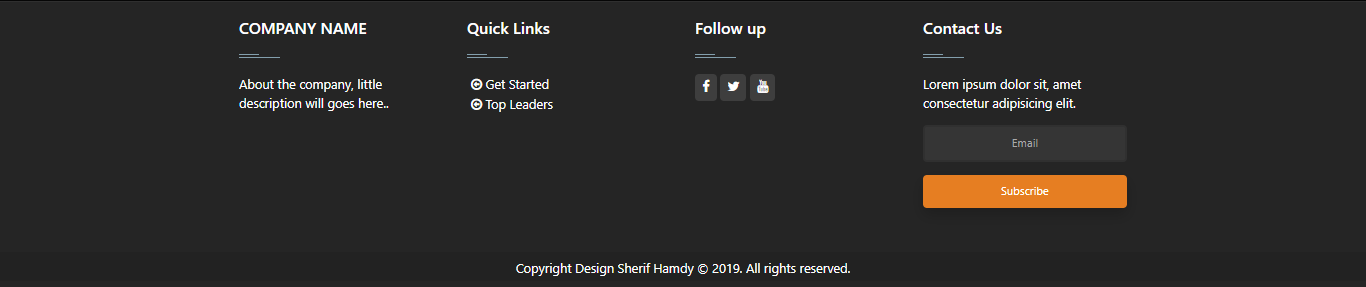 COMPANY NAME
About the company, little
description will goes here..
Quick Links
Get Started
Top Leaders
Follow up
Contact Us
Lorem ipsum dolor sit, amet
consectetur adipisicing elit.
Email
Subscribe
Copyright Design Sherif Hamdy © 2019. All rights reserved.